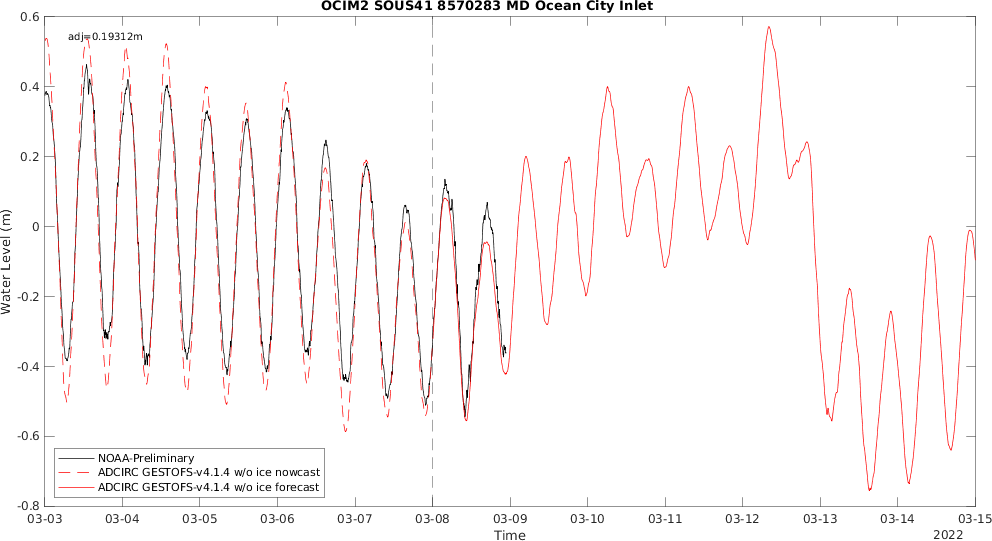 OCIM2 SOUS41 8570283 MD Ocean City Inlet
adj=0.19312m
0.6
0.4
0.2
0
-0.2
-0.4
-0.6
-0.8
Water Level (m)
NOAA-Preliminary
ADCIRC GESTOFS-v4.1.4 w/o ice nowcast
ADCIRC GESTOFS-v4.1.4 w/o ice forecast
03-03 03-04 03-05 03-06 03-07 03-08 03-09 03-10 03-11 03-12 03-13 03-14 03-15
Time
2022